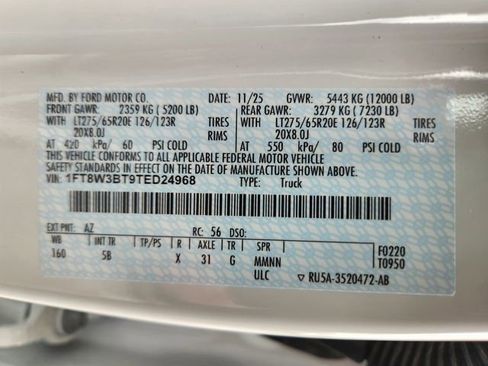 MFD. BY FORD MOTOR CO. 11/25 GVWR: 5443 KG (12000 LB)
FRONT GAWR: 2359 KG (5200 LB) REAR GAWR: 3279 KG (7230 LB)
WITH LT275/65R20E 126/123R TIRES WITH LT275/65R20E 126/123R TIRES
20X8.0J RIMS 20X8.0J RIMS
AT 420 kPa/ 60 PSI COLD AT 550 kPa/ 80 PSI COLD
THIS VEHICLE CONFORMS TO ALL APPLICABLE FEDERAL MOTOR VEHICLE
SAFETY STANDARDS IN EFFECT ON THE DATE OF MANUFACTURE SHOWN ABOVE.
VIN: 1FT8W3BT9TED24968 TYPE: Truck
EXT PNT: AZ RC: 56 DSO:
WB INT TR TP/PS R AXLE TR SPR F0220
160 5B X 31 G MMNN T0950
ULC ▽ RU5A-3520472-AB